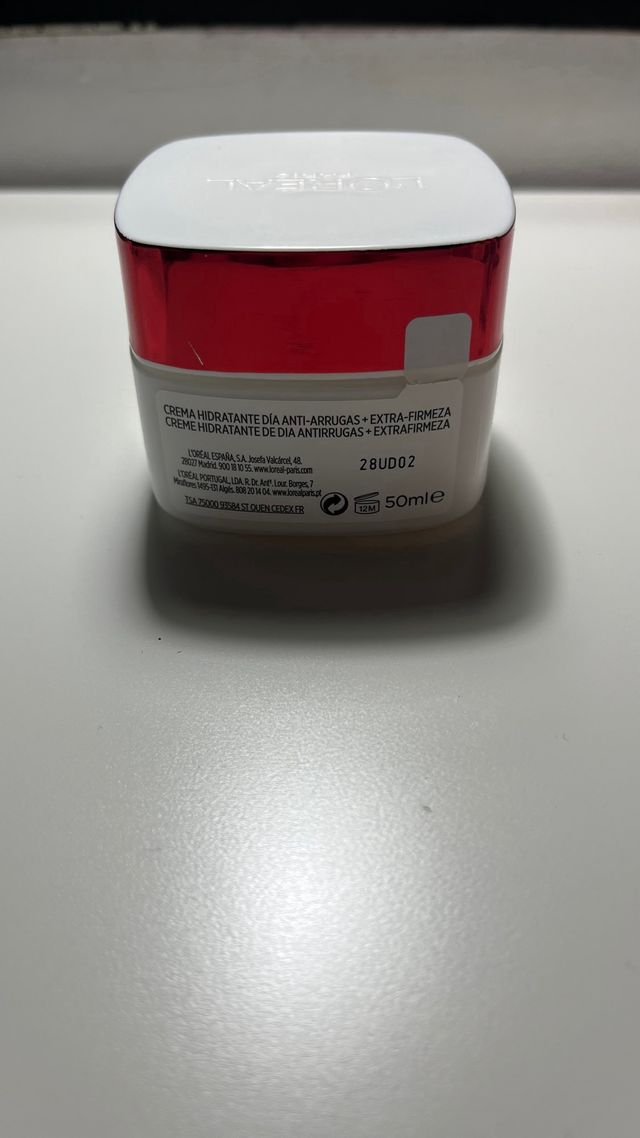 L'ORÉAL
PARIS
CREMA HIDRATANTE DÍA ANTI-ARRUGAS + EXTRA-FIRMEZA
CREME HIDRATANTE DE DIA ANTIRRUGAS + EXTRAFIRMEZA
L'ORÉAL ESPAÑA, S.A. Josefa Valcárcel, 48.
28027 Madrid. 900 18 10 55. www.loreal-paris.com
28UD02
L'ORÉAL PORTUGAL, LDA. R. Dr. Antº. Lour. Borges, 7
Miraflores 1495-131 Algés. 808 20 14 04. www.lorealparis.pt
TSA 75000 93584 ST OUEN CEDEX FR
12M
50ml e